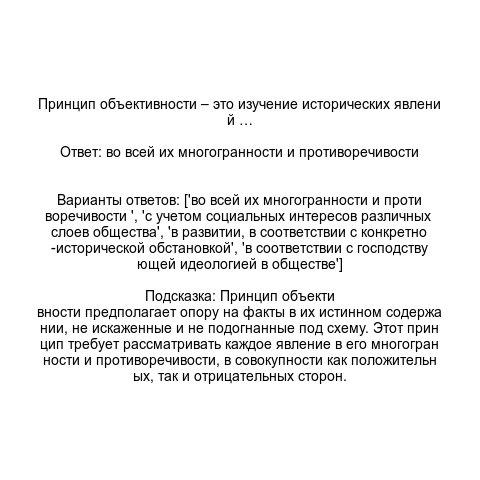 Принцип объективности – это изучение исторических явлени
й …
Ответ: во всей их многогранности и противоречивости
Варианты ответов: ['во всей их многогранности и проти
воречивости ', 'с учетом социальных интересов различных
слоев общества', 'в развитии, в соответствии с конкретно
-исторической обстановкой', 'в соответствии с господству
ющей идеологией в обществе']
Подсказка: Принцип объекти
вности предполагает опору на факты в их истинном содержа
нии, не искаженные и не подогнанные под схему. Этот прин
цип требует рассматривать каждое явление в его многогран
ности и противоречивости, в совокупности как положительн
ых, так и отрицательных сторон.